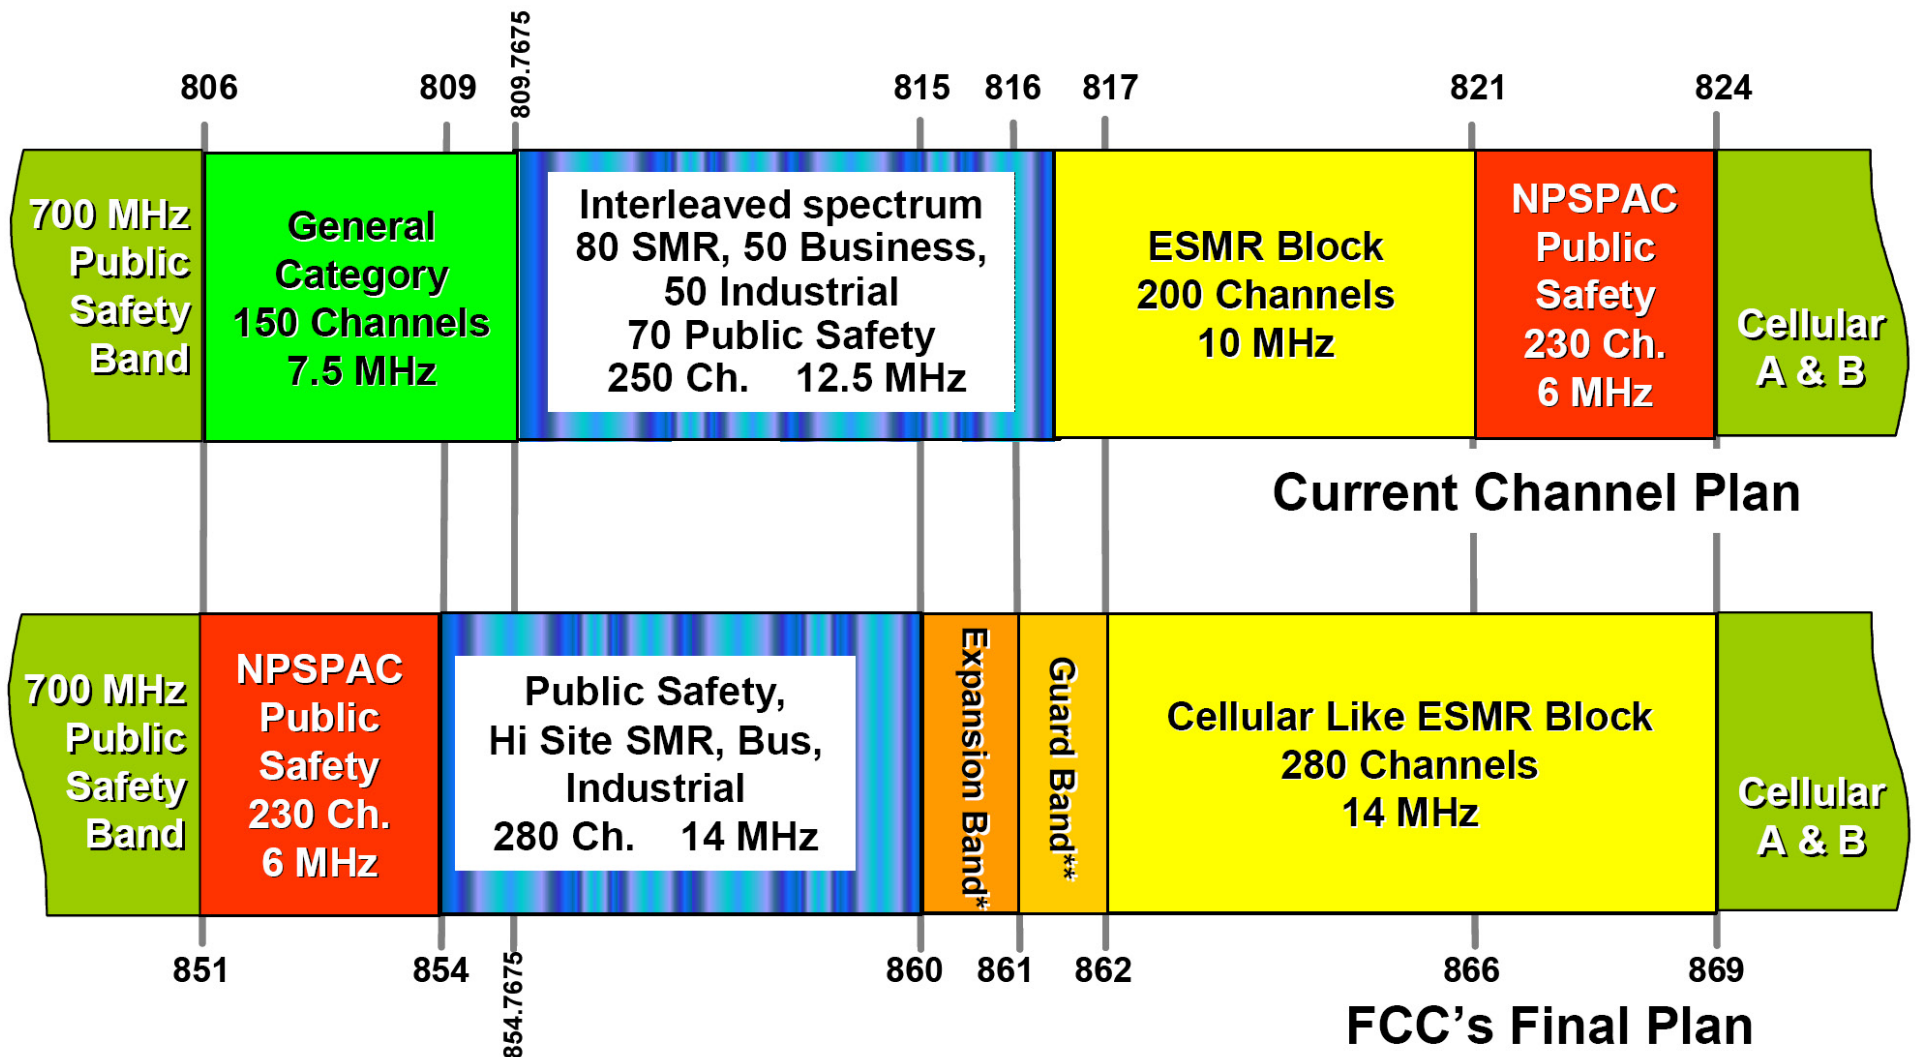 806
809
809.7675
815
816
817
821
824
700 MHz
Public
Safety
Band
General
Category
150 Channels
7.5 MHz
Interleaved spectrum
80 SMR, 50 Business,
50 Industrial
70 Public Safety
250 Ch. 12.5 MHz
ESMR Block
200 Channels
10 MHz
NPSPAC
Public
Safety
230 Ch.
6 MHz
Cellular
A & B
Current Channel Plan
700 MHz
Public
Safety
Band
NPSPAC
Public
Safety
230 Ch.
6 MHz
Public Safety,
Hi Site SMR, Bus,
Industrial
280 Ch. 14 MHz
Expansion Band*
Guard Band**
Cellular Like ESMR Block
280 Channels
14 MHz
Cellular
A & B
851
854
854.7675
860
861
862
866
869
FCC's Final Plan